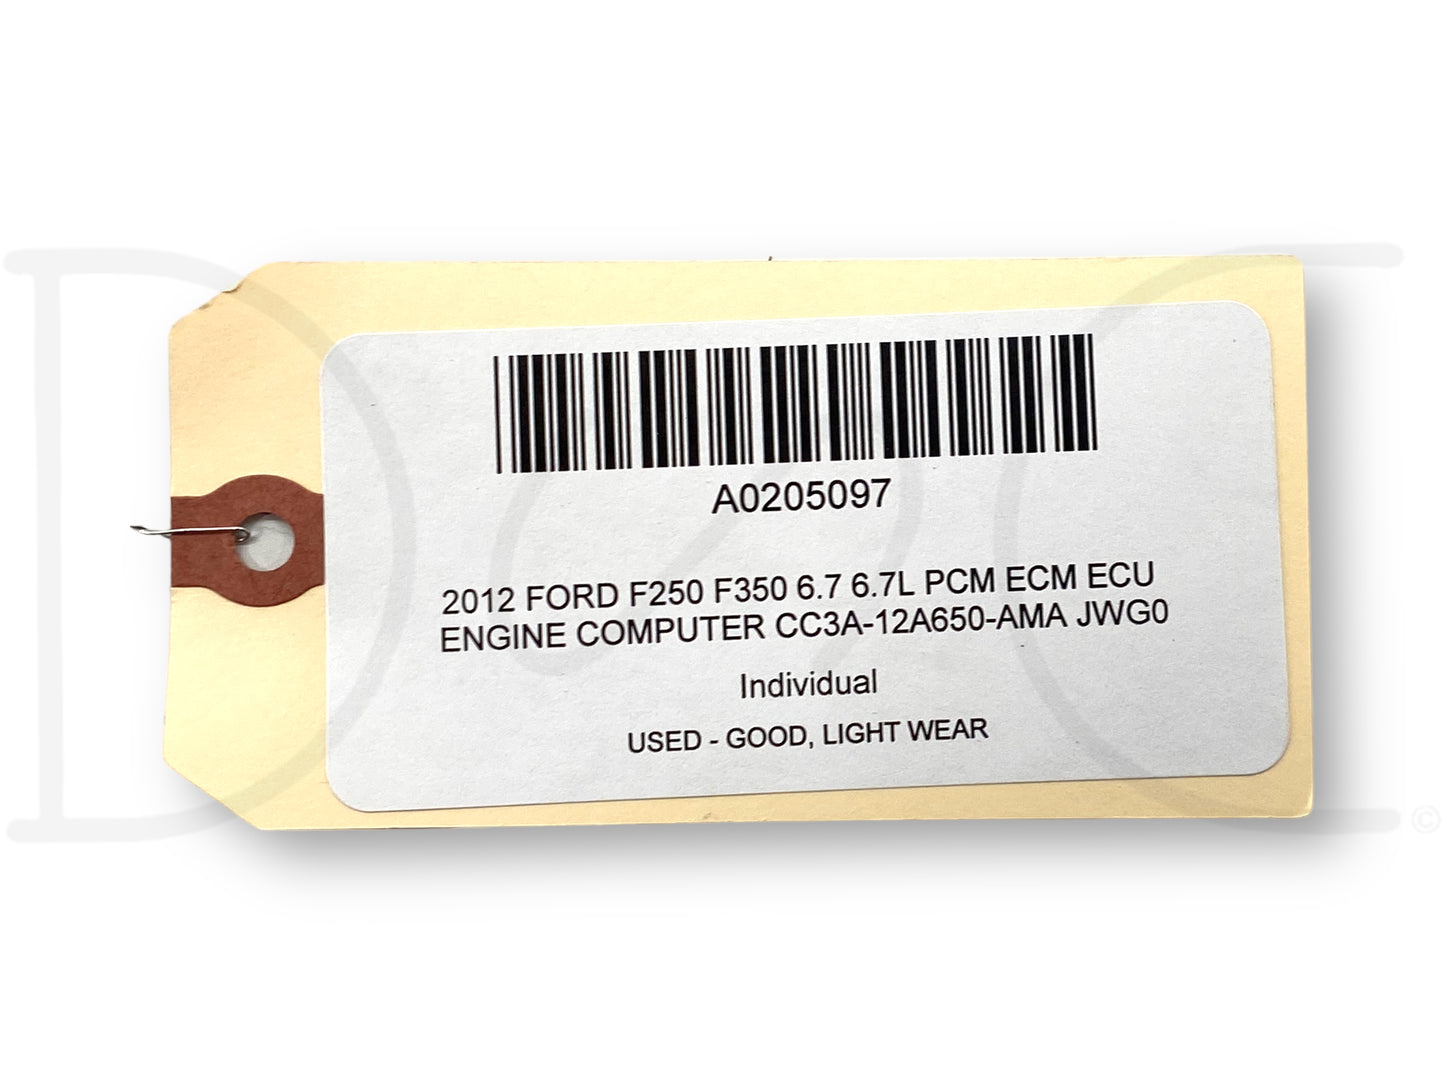 A0205097
2012 FORD F250 F350 6.7 6.7L PCM ECM ECU
ENGINE COMPUTER CC3A-12A650-AMA JWG0
Individual
USED - GOOD, LIGHT WEAR
©